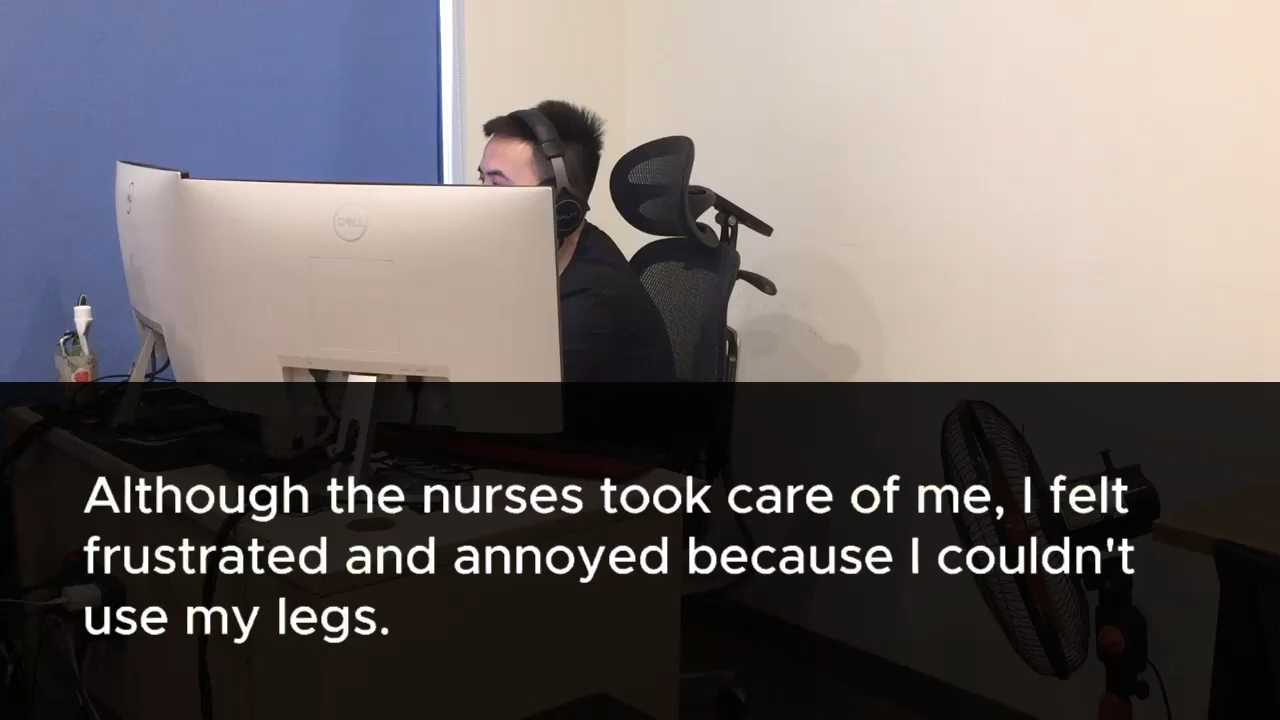 DELL
Although the nurses took care of me, I felt
frustrated and annoyed because I couldn't
use my legs.